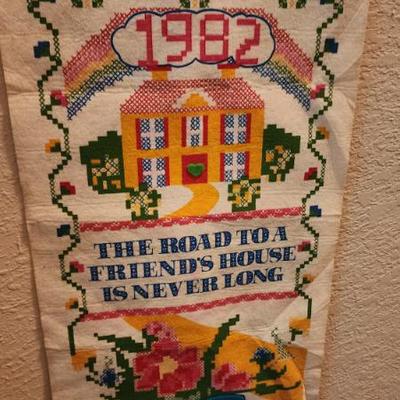 1982
THE ROAD TO A
FRIEND'S HOUSE
IS NEVER LONG